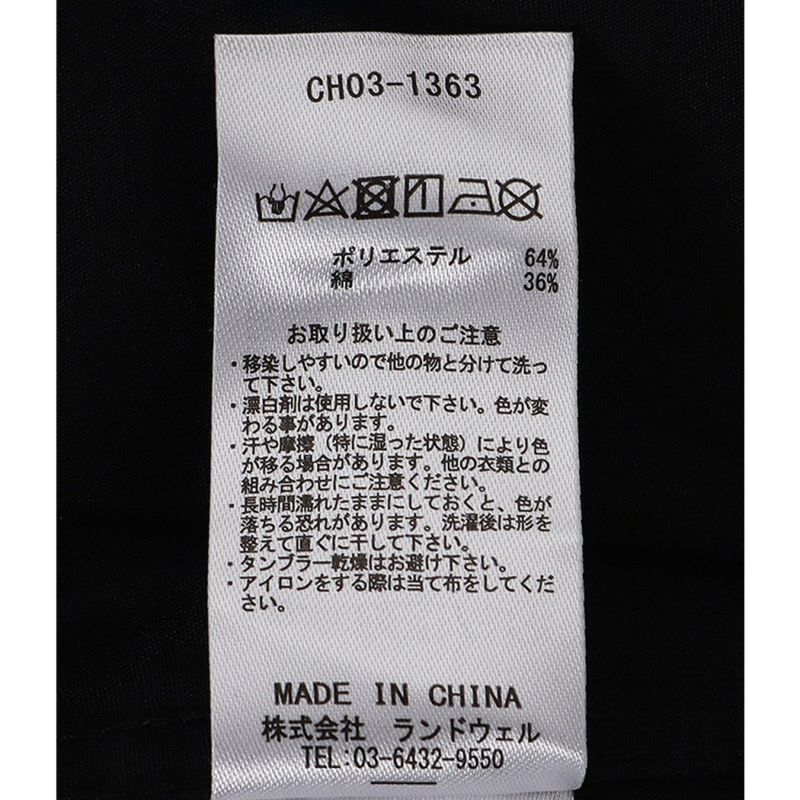 CH03-1363
ポリエステル 64%
綿 36%
お取り扱い上のご注意
・移染しやすいので他の物と分けて洗っ
て下さい。
・漂白剤は使用しないで下さい。色が変
わる事があります。
・汗や摩擦（特に湿った状態）により色
が移る場合があります。他の衣類との
組み合わせにご注意ください。
・長時間濡れたままにしておくと、色が
落ちる恐れがあります。洗濯後は形を
整えて直ぐに干して下さい。
・タンブラー乾燥はお避け下さい。
・アイロンをする際は当て布をしてくだ
さい。
MADE IN CHINA
株式会社 ランドウェル
TEL:03-6432-9550